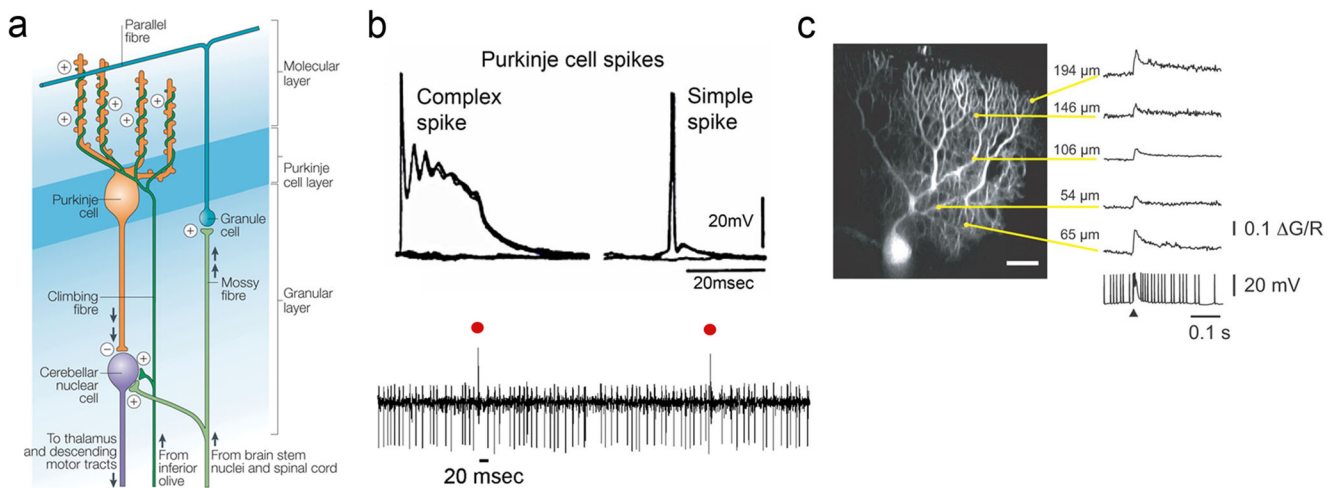 a
Parallel
fibre
Molecular
layer
Purkinje
cell layer
Purkinje
cell
Granule
cell
Mossy
fibre
Climbing
fibre
Granular
layer
Cerebellar
nuclear
cell
To thalamus
and descending
motor tracts
From
inferior
olive
From brain stem
nuclei and spinal cord
+
+
+
+
+
−
+
+
b
Purkinje cell spikes
Complex
spike
Simple
spike
20mV
20msec
20 msec
c
194 µm
146 µm
106 µm
54 µm
65 µm
0.1 ΔG/R
20 mV
0.1 s